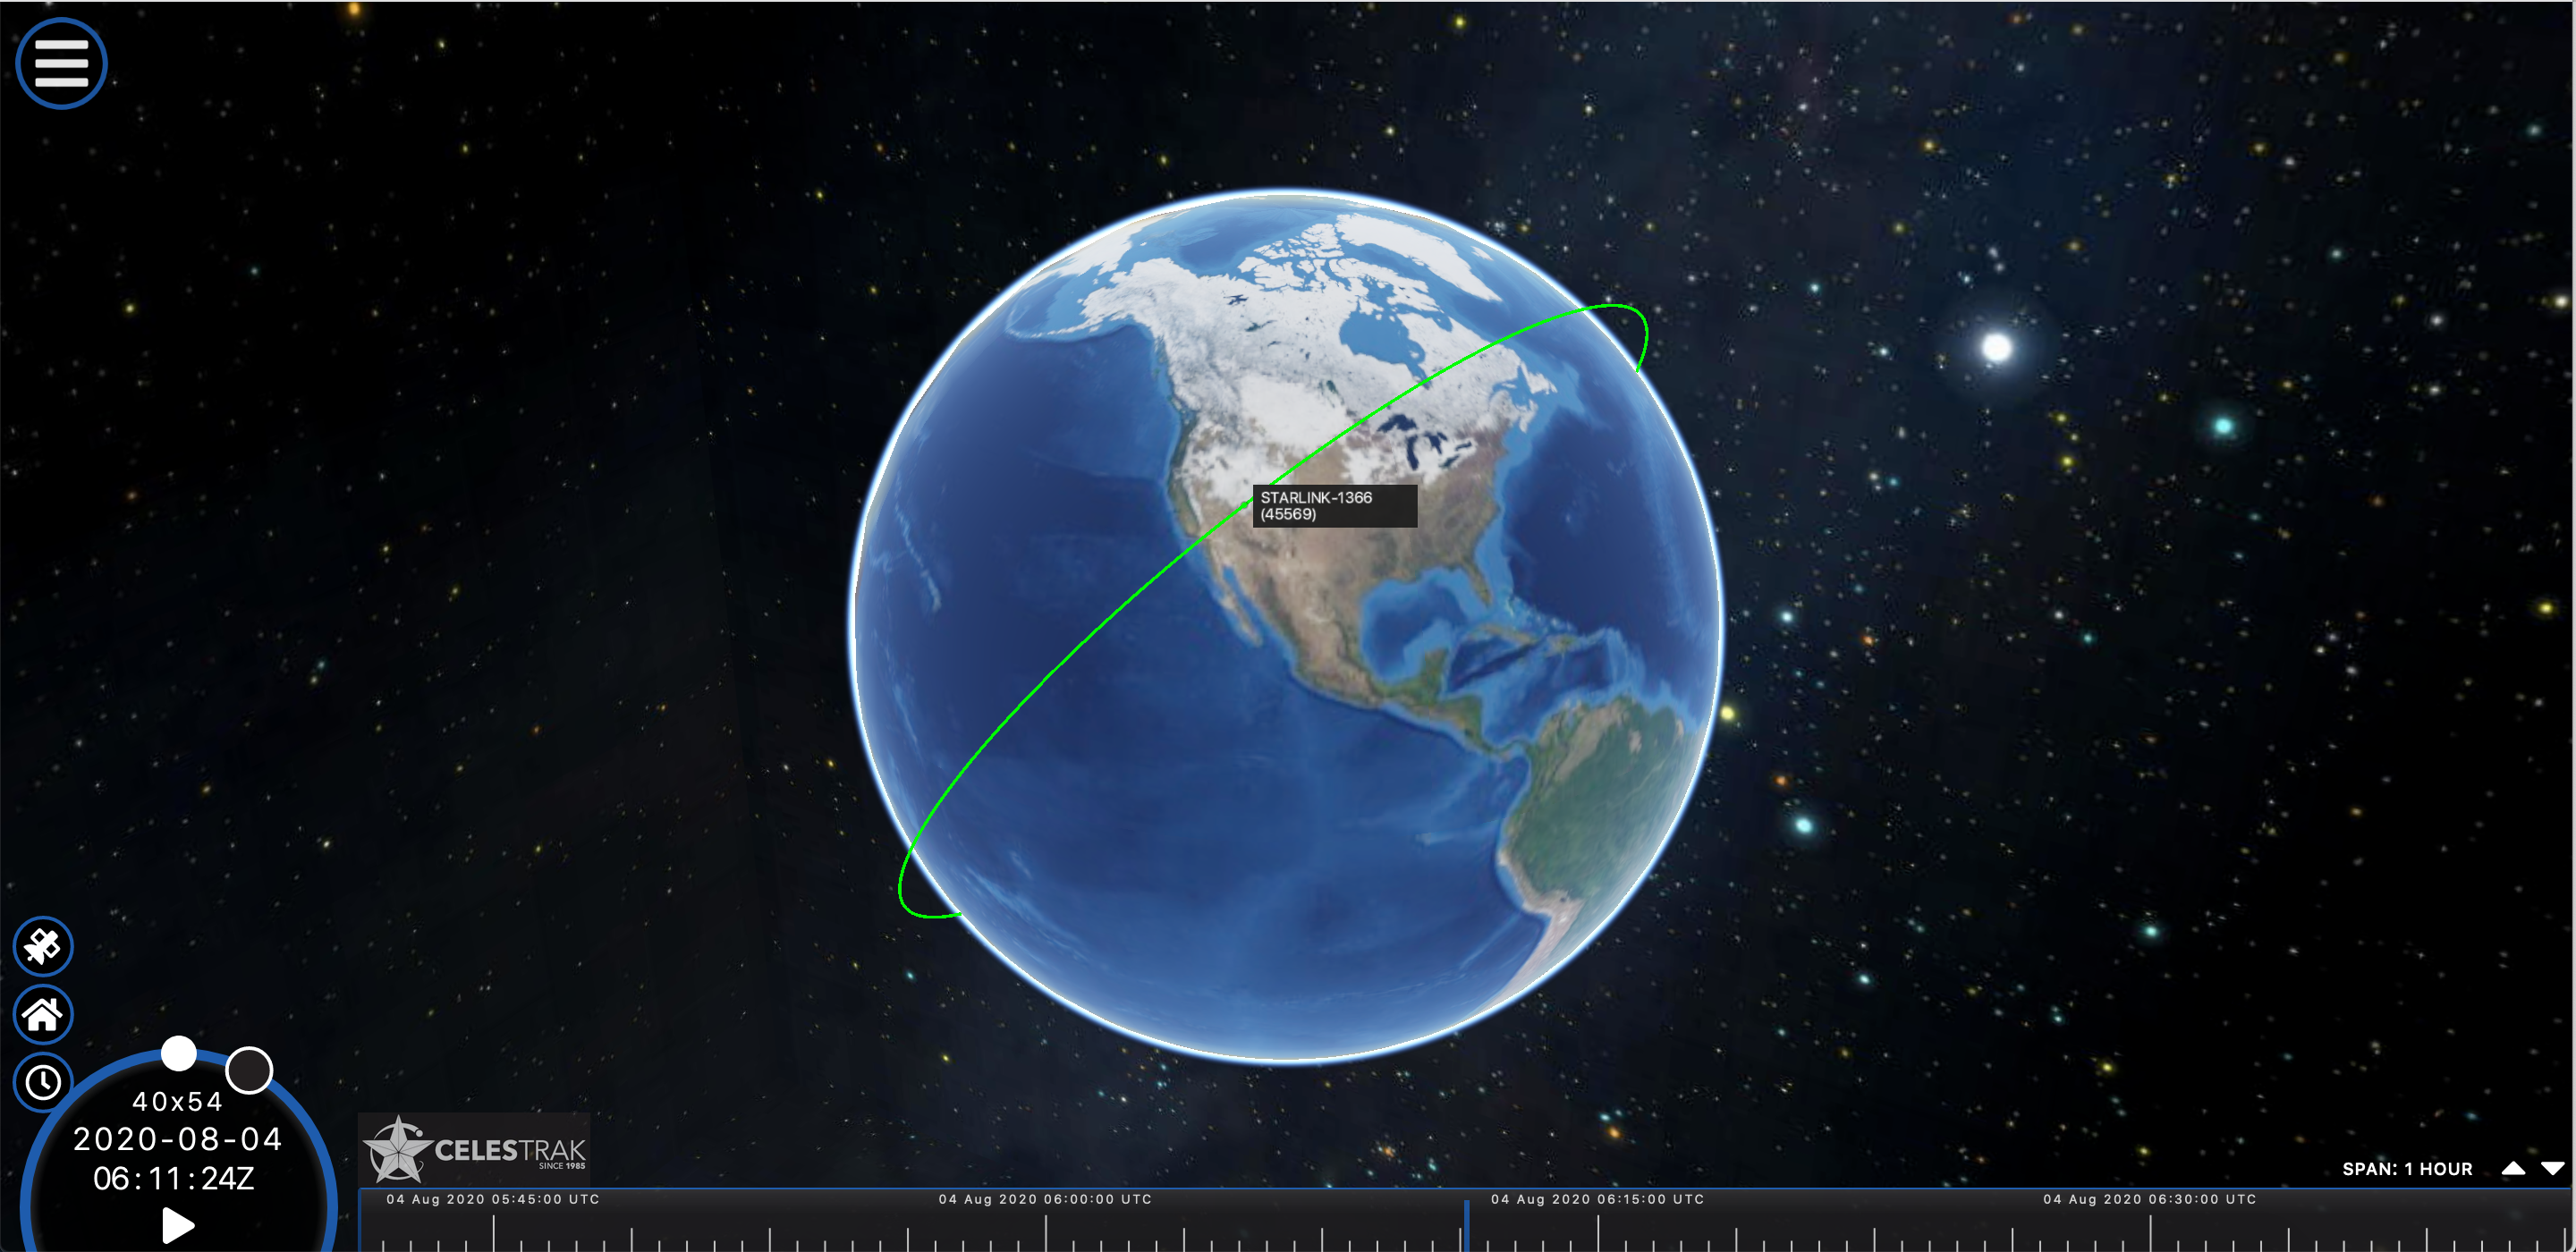 STARLINK-1366
(45569)
40x54
2020-08-04
06:11:24Z
CELESTRAK
SINCE 1985
SPAN: 1 HOUR
04 Aug 2020 05:45:00 UTC
04 Aug 2020 06:00:00 UTC
04 Aug 2020 06:15:00 UTC
04 Aug 2020 06:30:00 UTC